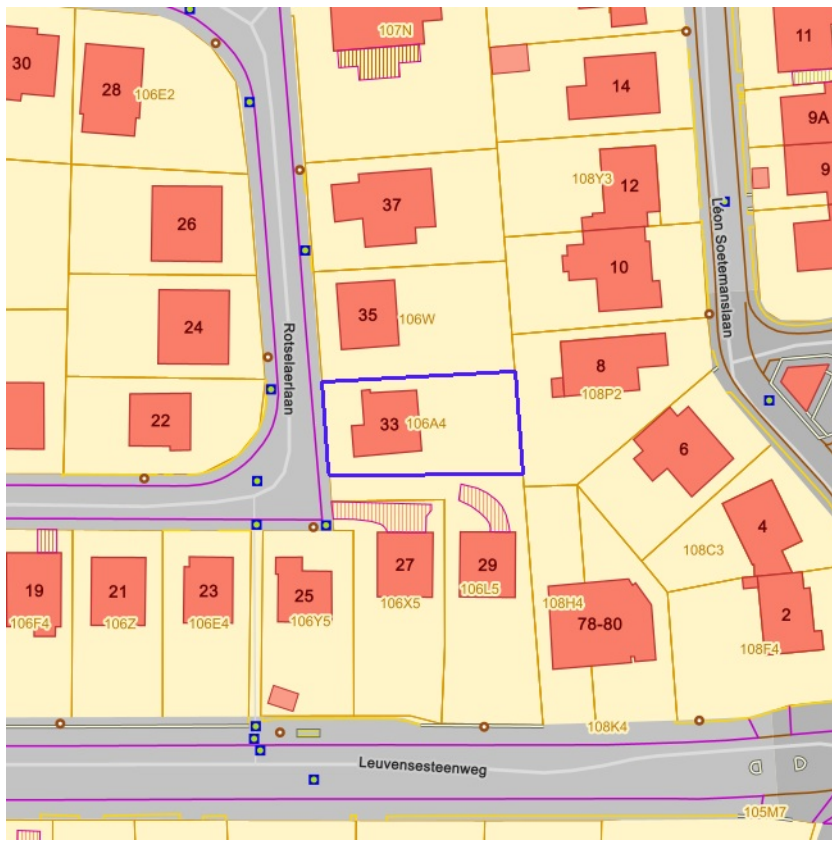 107N
11
30
28
106E2
14
9A
108Y3
12
9
37
26
10
Léon Soetemanslaan
35
106W
24
Rotselaerlaan
8
108P2
22
33
106A4
6
4
108C3
27
29
106L5
19
21
23
25
106X5
108H4
78-80
2
106F4
106Z
106E4
106Y5
108F4
108K4
Leuvensesteenweg
D
D
105M7